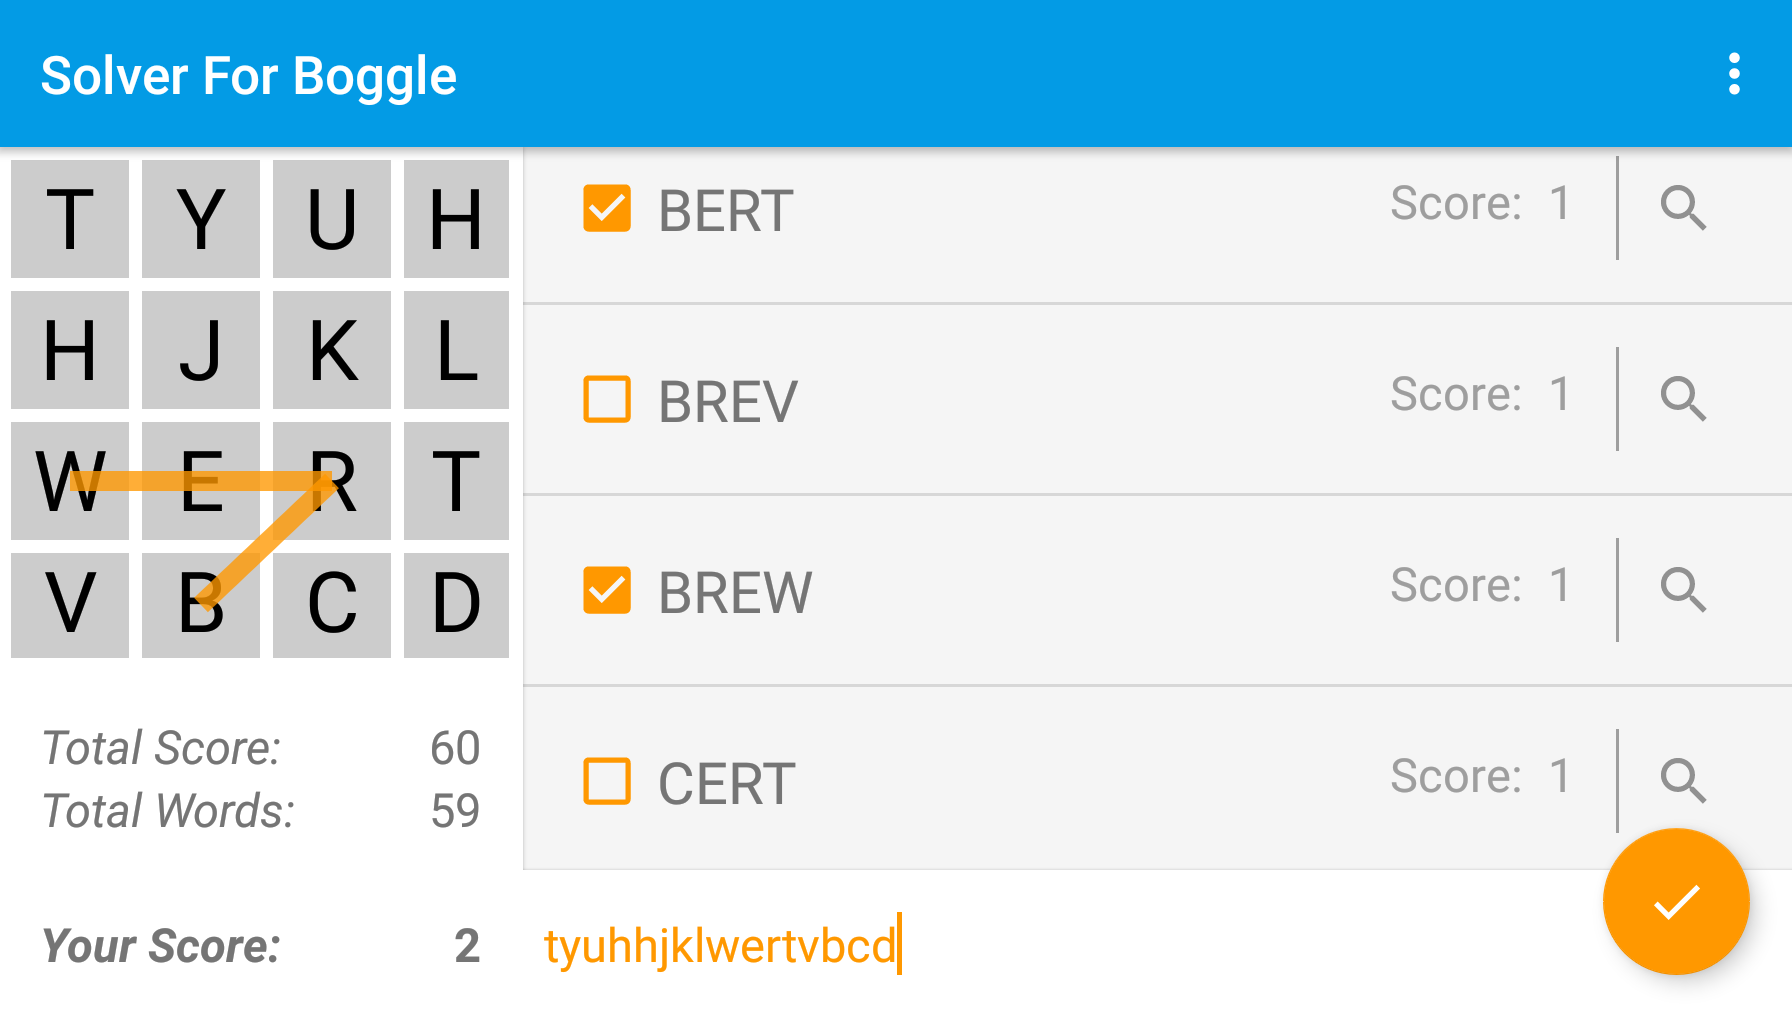 Solver For Boggle
T Y U H
H J K L
W E R T
V B C D
Total Score: 60
Total Words: 59
Your Score: 2
BERT Score: 1
BREV Score: 1
BREW Score: 1
CERT Score: 1
tyuhhjklwertvbcd